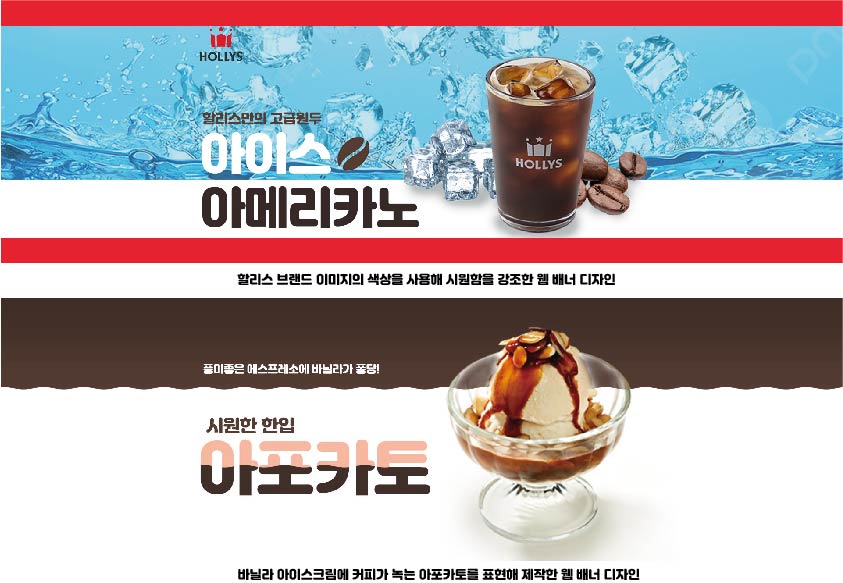 HOLLYS
할리스만의 고급원두
아이스
아메리카노
HOLLYS
할리스 브랜드 이미지의 색상을 사용해 시원함을 강조한 웹 배너 디자인
풍미좋은 에스프레소에 바닐라가 퐁당!
시원한 한입
아포카토
바닐라 아이스크림에 커피가 녹는 아포카토를 표현해 제작한 웹 배너 디자인